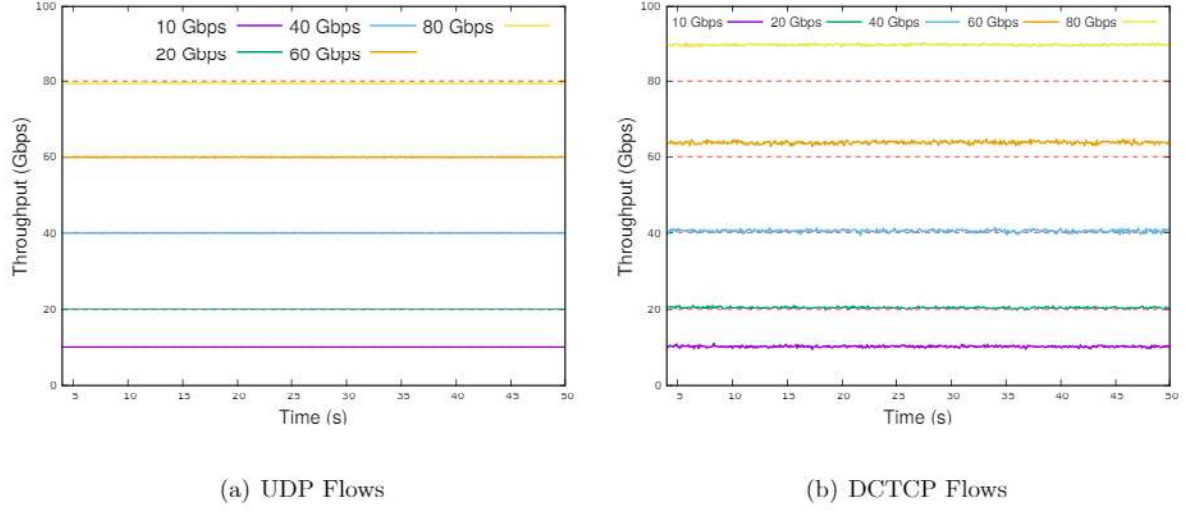 100
80
60
40
20
0
Throughput (Gbps)
10 Gbps 40 Gbps 80 Gbps
20 Gbps 60 Gbps
5 10 15 20 25 30 35 40 45 50
Time (s)
(a) UDP Flows
100
80
60
40
20
0
Throughput (Gbps)
10 Gbps 20 Gbps 40 Gbps 60 Gbps 80 Gbps
5 10 15 20 25 30 35 40 45 50
Time (s)
(b) DCTCP Flows